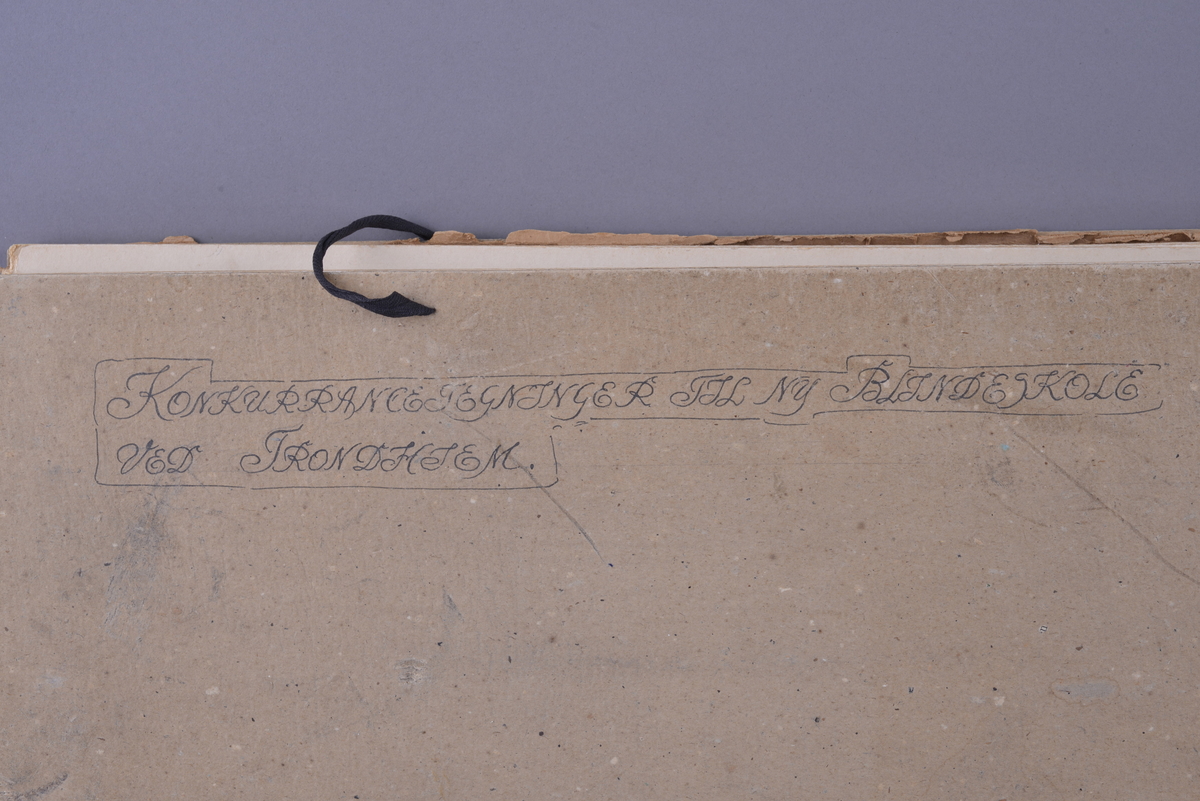 KONKURRANCETEGNINGER TIL NY BLINDESKOLE
VED TRONDHJEM.